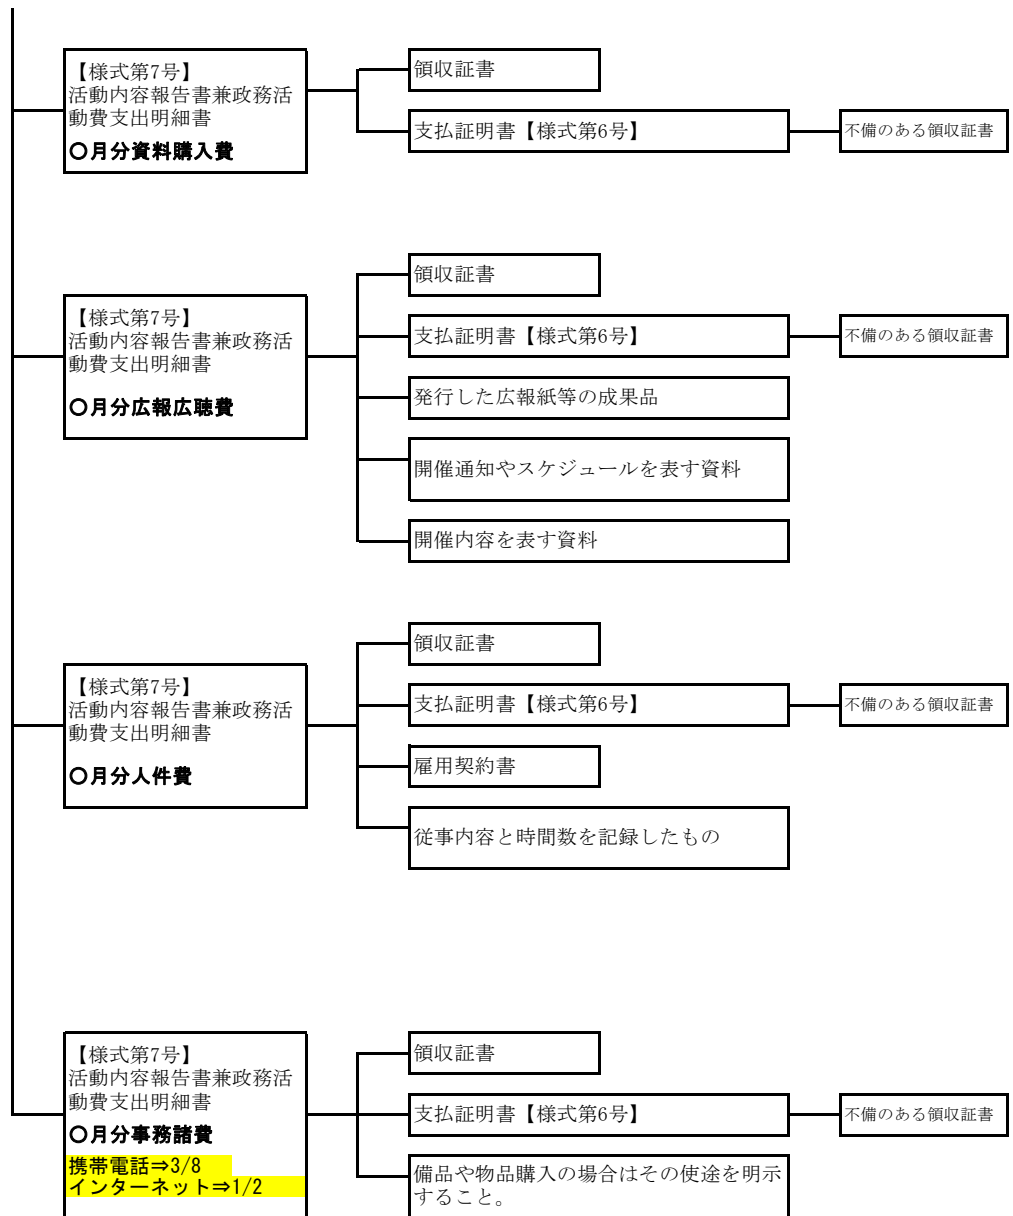 【様式第7号】
活動内容報告書兼政務活
動費支出明細書
〇月分資料購入費
領収証書
支払証明書【様式第6号】
不備のある領収証書
【様式第7号】
活動内容報告書兼政務活
動費支出明細書
〇月分広報広聴費
領収証書
支払証明書【様式第6号】
不備のある領収証書
発行した広報紙等の成果品
開催通知やスケジュールを表す資料
開催内容を表す資料
【様式第7号】
活動内容報告書兼政務活
動費支出明細書
〇月分人件費
領収証書
支払証明書【様式第6号】
不備のある領収証書
雇用契約書
従事内容と時間数を記録したもの
【様式第7号】
活動内容報告書兼政務活
動費支出明細書
〇月分事務諸費
携帯電話⇒3/8
インターネット⇒1/2
領収証書
支払証明書【様式第6号】
不備のある領収証書
備品や物品購入の場合はその使途を明示
すること。